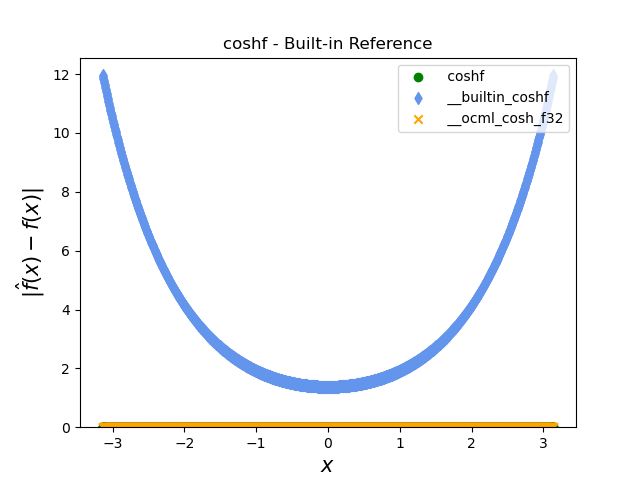 coshf - Built-in Reference
coshf
__builtin_coshf
__ocml_cosh_f32
|f̂(x) − f(x)|
12
10
8
6
4
2
0
−3
−2
−1
0
1
2
3
x